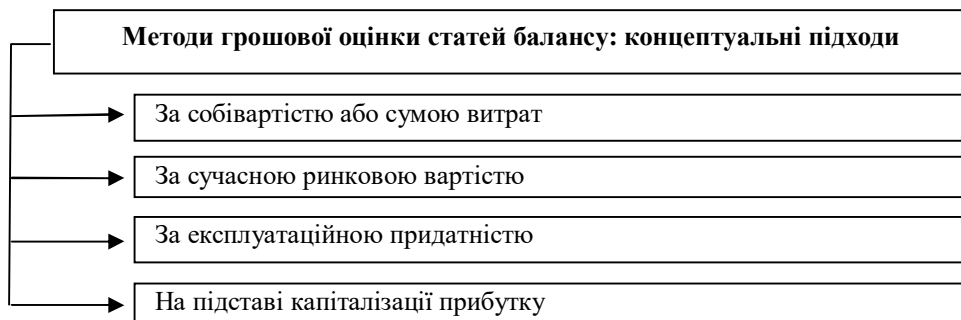 Методи грошової оцінки статей балансу: концептуальні підходи
За собівартістю або сумою витрат
За сучасною ринковою вартістю
За експлуатаційною придатністю
На підставі капіталізації прибутку